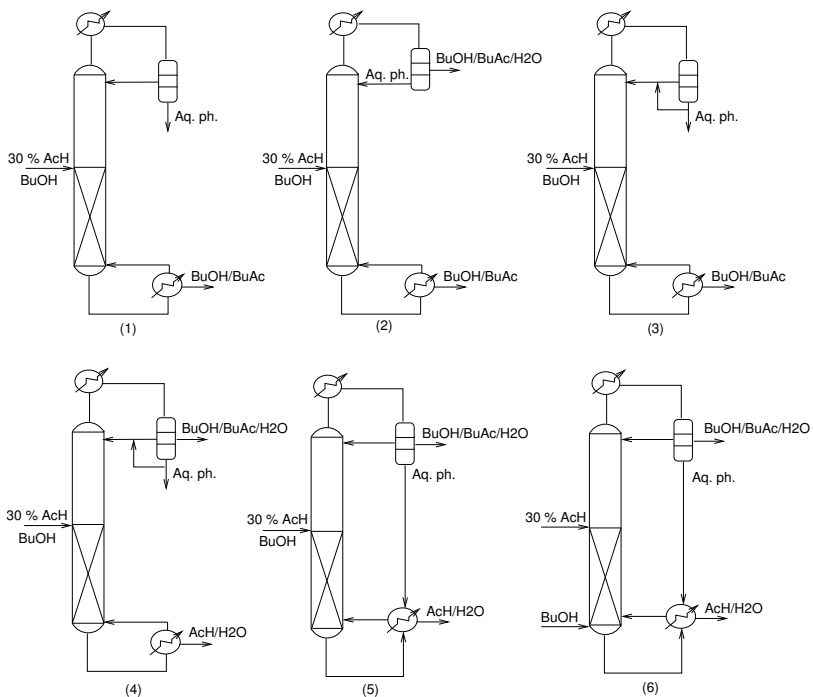 Aq. ph.
30 % AcH
BuOH
BuOH/BuAc
(1)
BuOH/BuAc/H2O
Aq. ph.
30 % AcH
BuOH
BuOH/BuAc
(2)
Aq. ph.
30 % AcH
BuOH
BuOH/BuAc
(3)
BuOH/BuAc/H2O
Aq. ph.
30 % AcH
BuOH
AcH/H2O
(4)
BuOH/BuAc/H2O
Aq. ph.
30 % AcH
BuOH
AcH/H2O
(5)
BuOH/BuAc/H2O
Aq. ph.
30 % AcH
BuOH
AcH/H2O
(6)